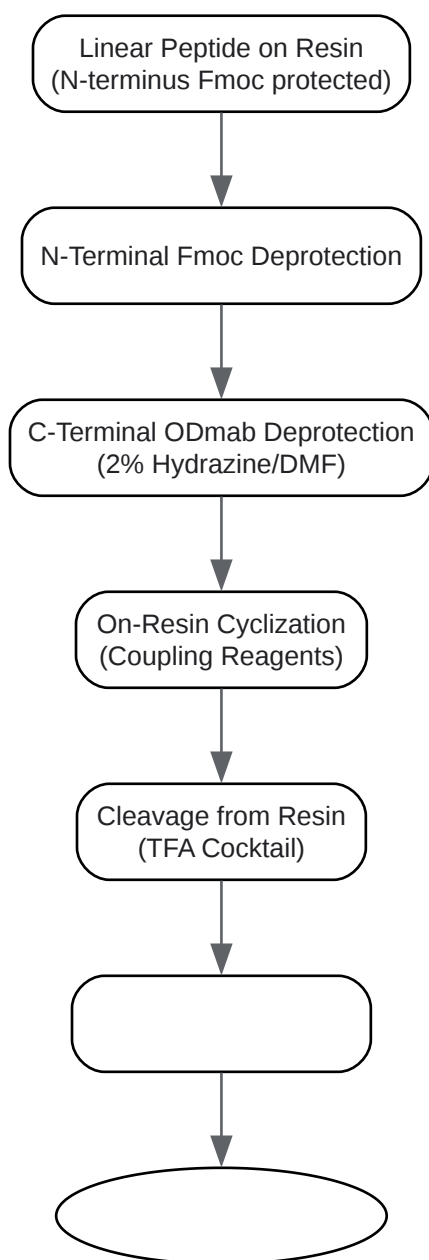 Linear Peptide on Resin
(N-terminus Fmoc protected)
N-Terminal Fmoc Deprotection
C-Terminal ODmab Deprotection
(2% Hydrazine/DMF)
On-Resin Cyclization
(Coupling Reagents)
Cleavage from Resin
(TFA Cocktail)